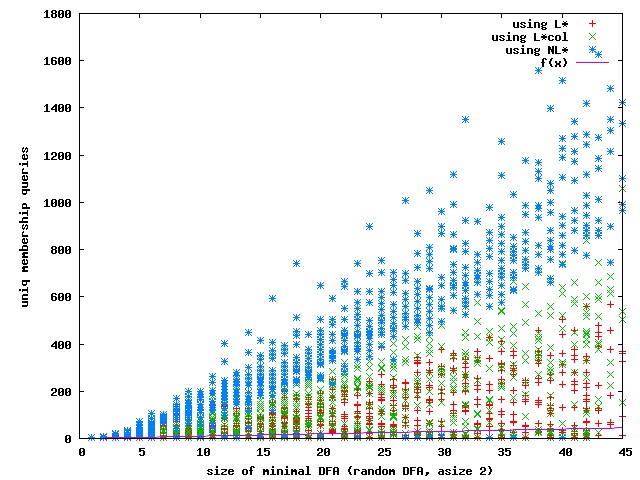 1800
1600
1400
1200
1000
800
600
400
200
0
uniq membership queries
using L*
using L*col
using NL*
f(x)
0 5 10 15 20 25 30 35 40 45
size of minimal DFA (random DFA, asize 2)